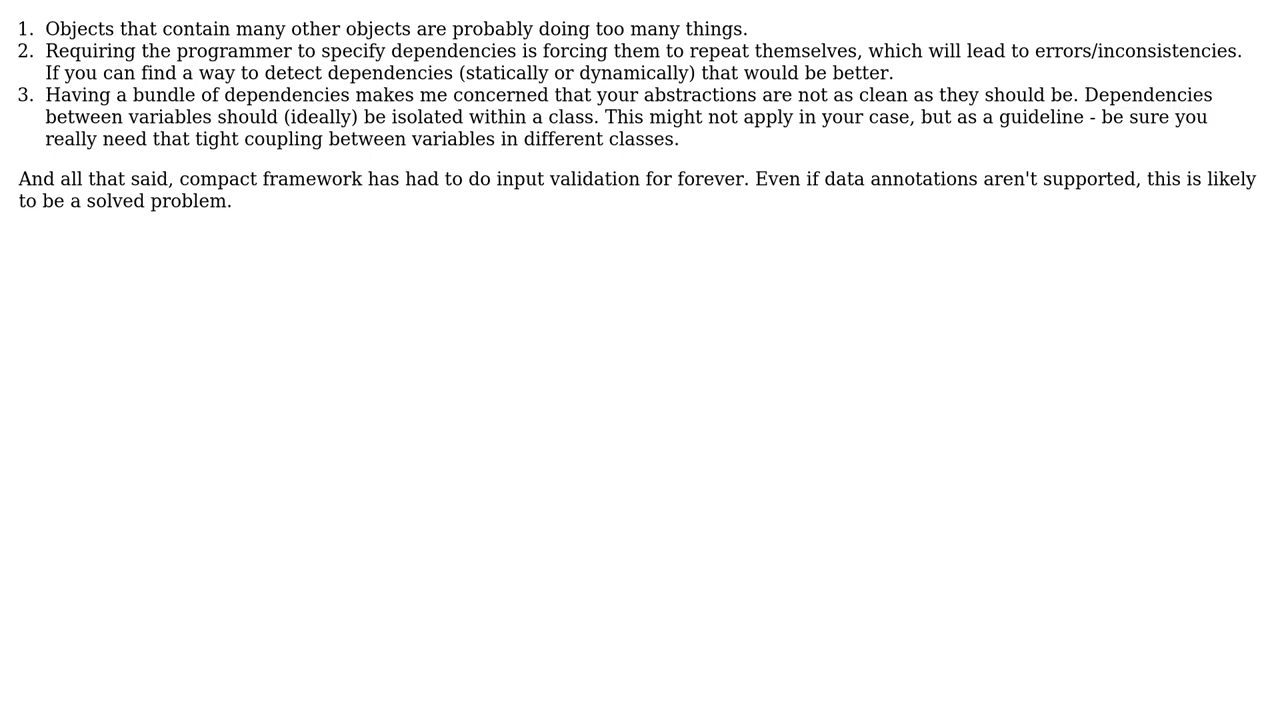 1. Objects that contain many other objects are probably doing too many things.
2. Requiring the programmer to specify dependencies is forcing them to repeat themselves, which will lead to errors/inconsistencies.
If you can find a way to detect dependencies (statically or dynamically) that would be better.
3. Having a bundle of dependencies makes me concerned that your abstractions are not as clean as they should be. Dependencies
between variables should (ideally) be isolated within a class. This might not apply in your case, but as a guideline - be sure you
really need that tight coupling between variables in different classes.
And all that said, compact framework has had to do input validation for forever. Even if data annotations aren't supported, this is likely
to be a solved problem.